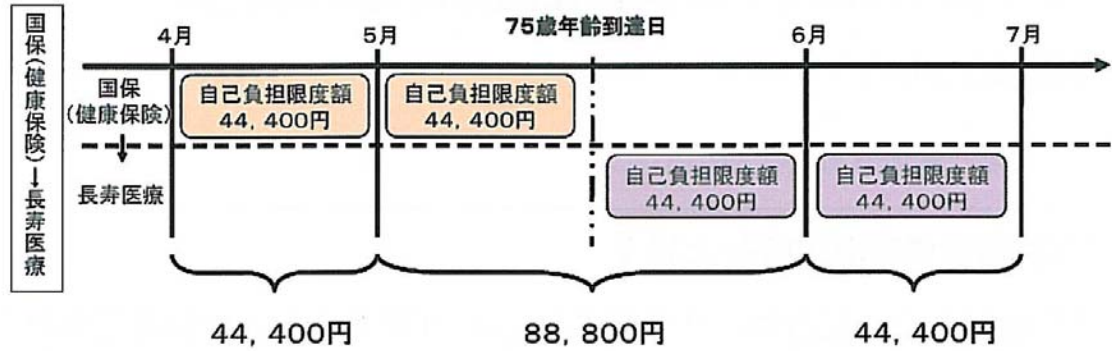 国保(健康保険)→長寿医療
4月
5月
75歳年齢到達日
6月
7月
国保
(健康保険)
↓
長寿医療
自己負担限度額
44,400円
自己負担限度額
44,400円
自己負担限度額
44,400円
自己負担限度額
44,400円
44,400円
88,800円
44,400円